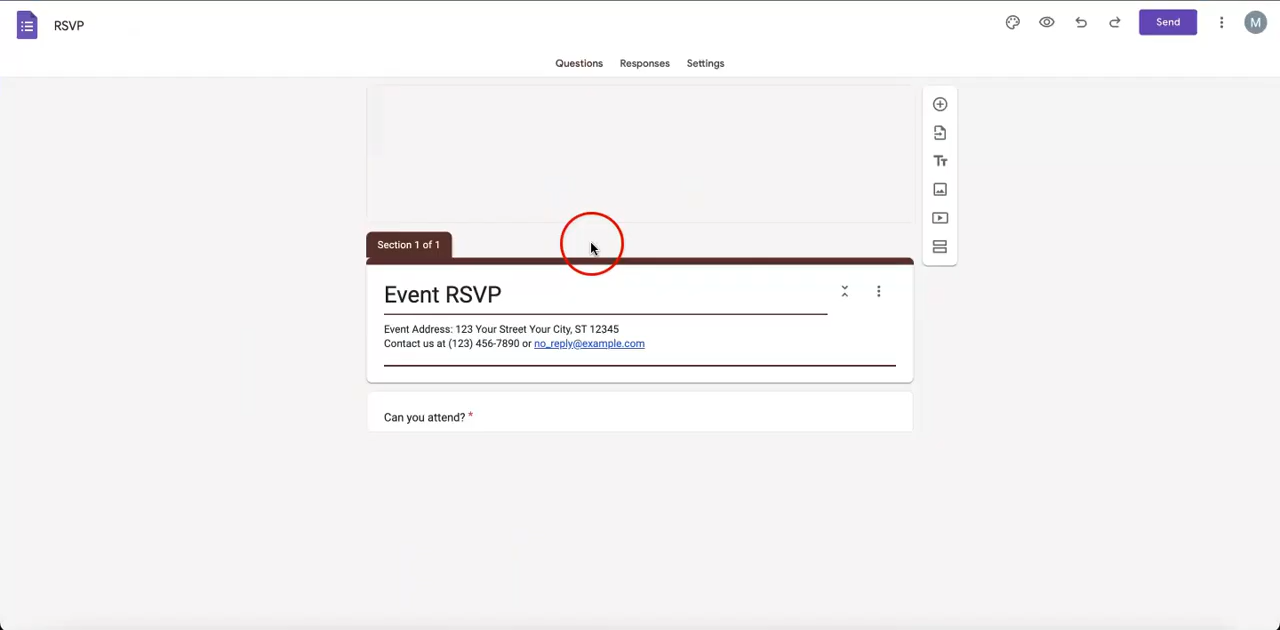 RSVP
Send
M
Questions Responses Settings
Tт
Section 1 of 1
Event RSVP
Event Address: 123 Your Street Your City, ST 12345
Contact us at (123) 456-7890 or no_reply@example.com
Can you attend? *